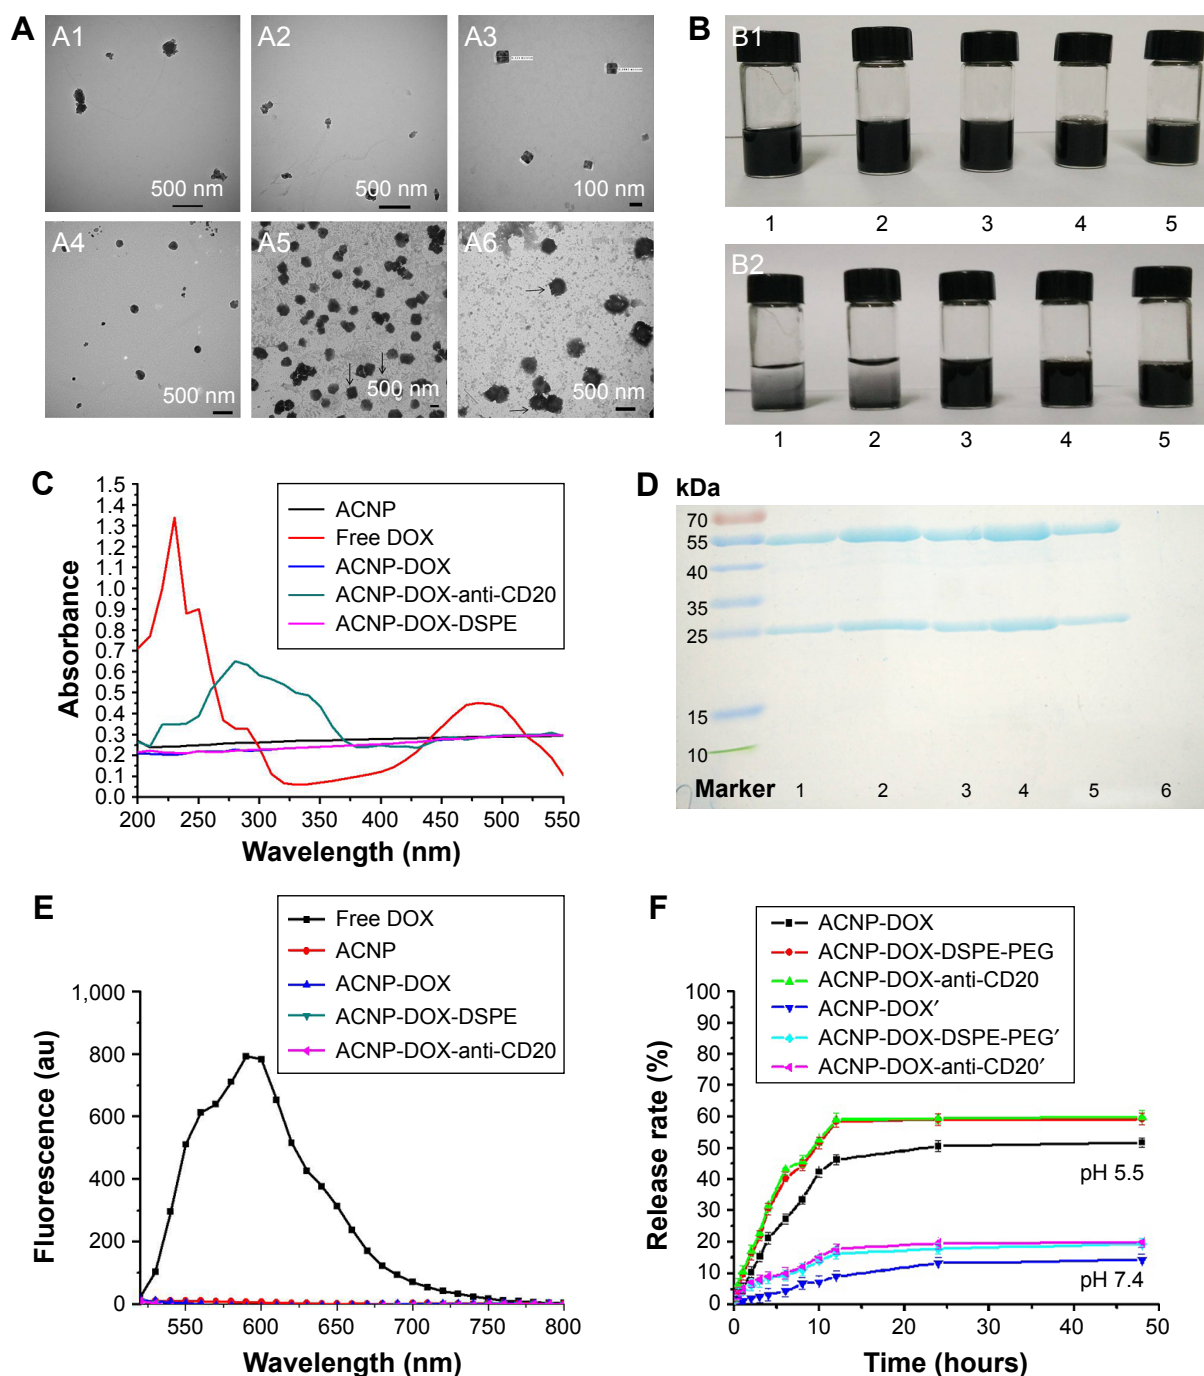 A
A1
500 nm
A2
500 nm
A3
100 nm
A4
500 nm
A5
500 nm
A6
500 nm
B
B1
1 2 3 4 5
B2
1 2 3 4 5
C
1.5
1.4
1.3
1.2
1.1
1.0
0.9
0.8
0.7
0.6
0.5
0.4
0.3
0.2
0.1
0.0
Absorbance
ACNP
Free DOX
ACNP-DOX
ACNP-DOX-anti-CD20
ACNP-DOX-DSPE
200 250 300 350 400 450 500 550
Wavelength (nm)
D
kDa
70
55
40
35
25
15
10
Marker 1 2 3 4 5 6
E
Free DOX
ACNP
ACNP-DOX
ACNP-DOX-DSPE
ACNP-DOX-anti-CD20
1,000
800
600
400
200
0
Fluorescence (au)
550 600 650 700 750 800
Wavelength (nm)
F
ACNP-DOX
ACNP-DOX-DSPE-PEG
ACNP-DOX-anti-CD20
ACNP-DOX′
ACNP-DOX-DSPE-PEG′
ACNP-DOX-anti-CD20′
100
90
80
70
60
50
40
30
20
10
0
Release rate (%)
pH 5.5
pH 7.4
0 10 20 30 40 50
Time (hours)